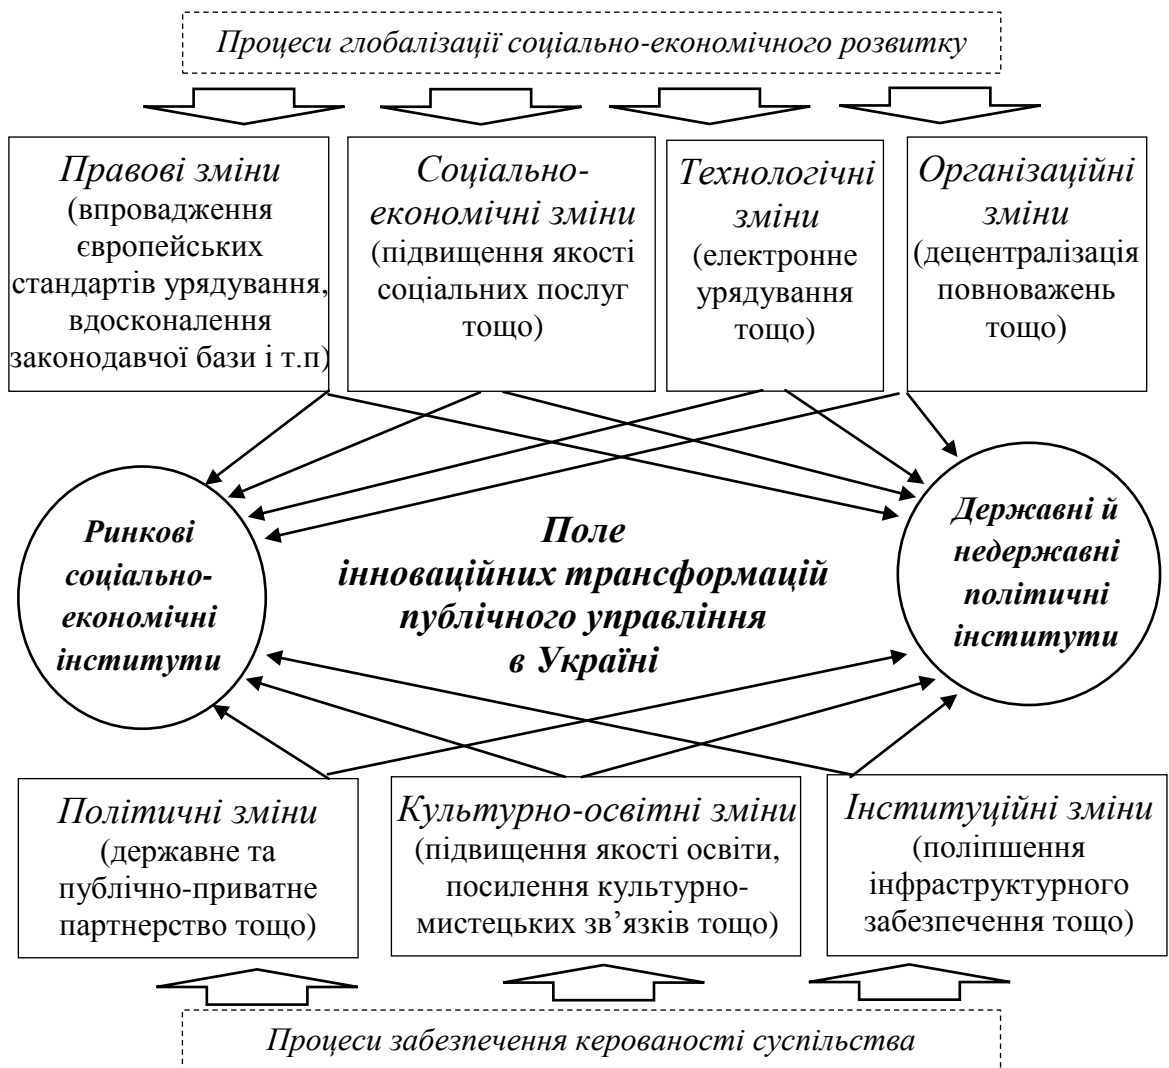 Процеси глобалізації соціально-економічного розвитку
Правові зміни
(впровадження
європейських
стандартів урядування,
вдосконалення
законодавчої бази і т.п)
Соціально-
економічні зміни
(підвищення якості
соціальних послуг
тощо)
Технологічні
зміни
(електронне
урядування
тощо)
Організаційні
зміни
(децентралізація
повноважень
тощо)
Ринкові
соціально-
економічні
інститути
Поле
інноваційних трансформацій
публічного управління
в Україні
Державні й
недержавні
політичні
інститути
Політичні зміни
(державне та
публічно-приватне
партнерство тощо)
Культурно-освітні зміни
(підвищення якості освіти,
посилення культурно-
мистецьких зв’язків тощо)
Інституційні зміни
(поліпшення
інфраструктурного
забезпечення тощо)
Процеси забезпечення керованості суспільства